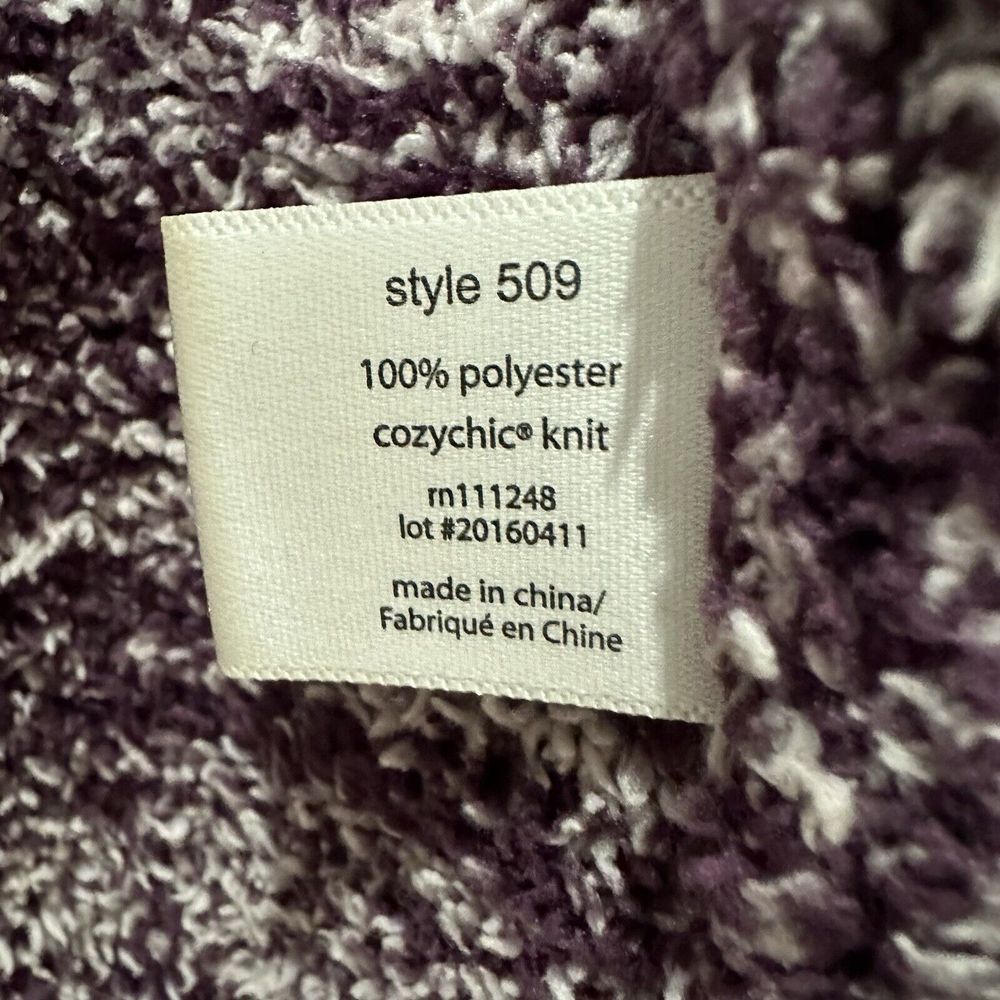 style 509
100% polyester
cozychic® knit
rn111248
lot #20160411
made in china/
Fabriqué en Chine